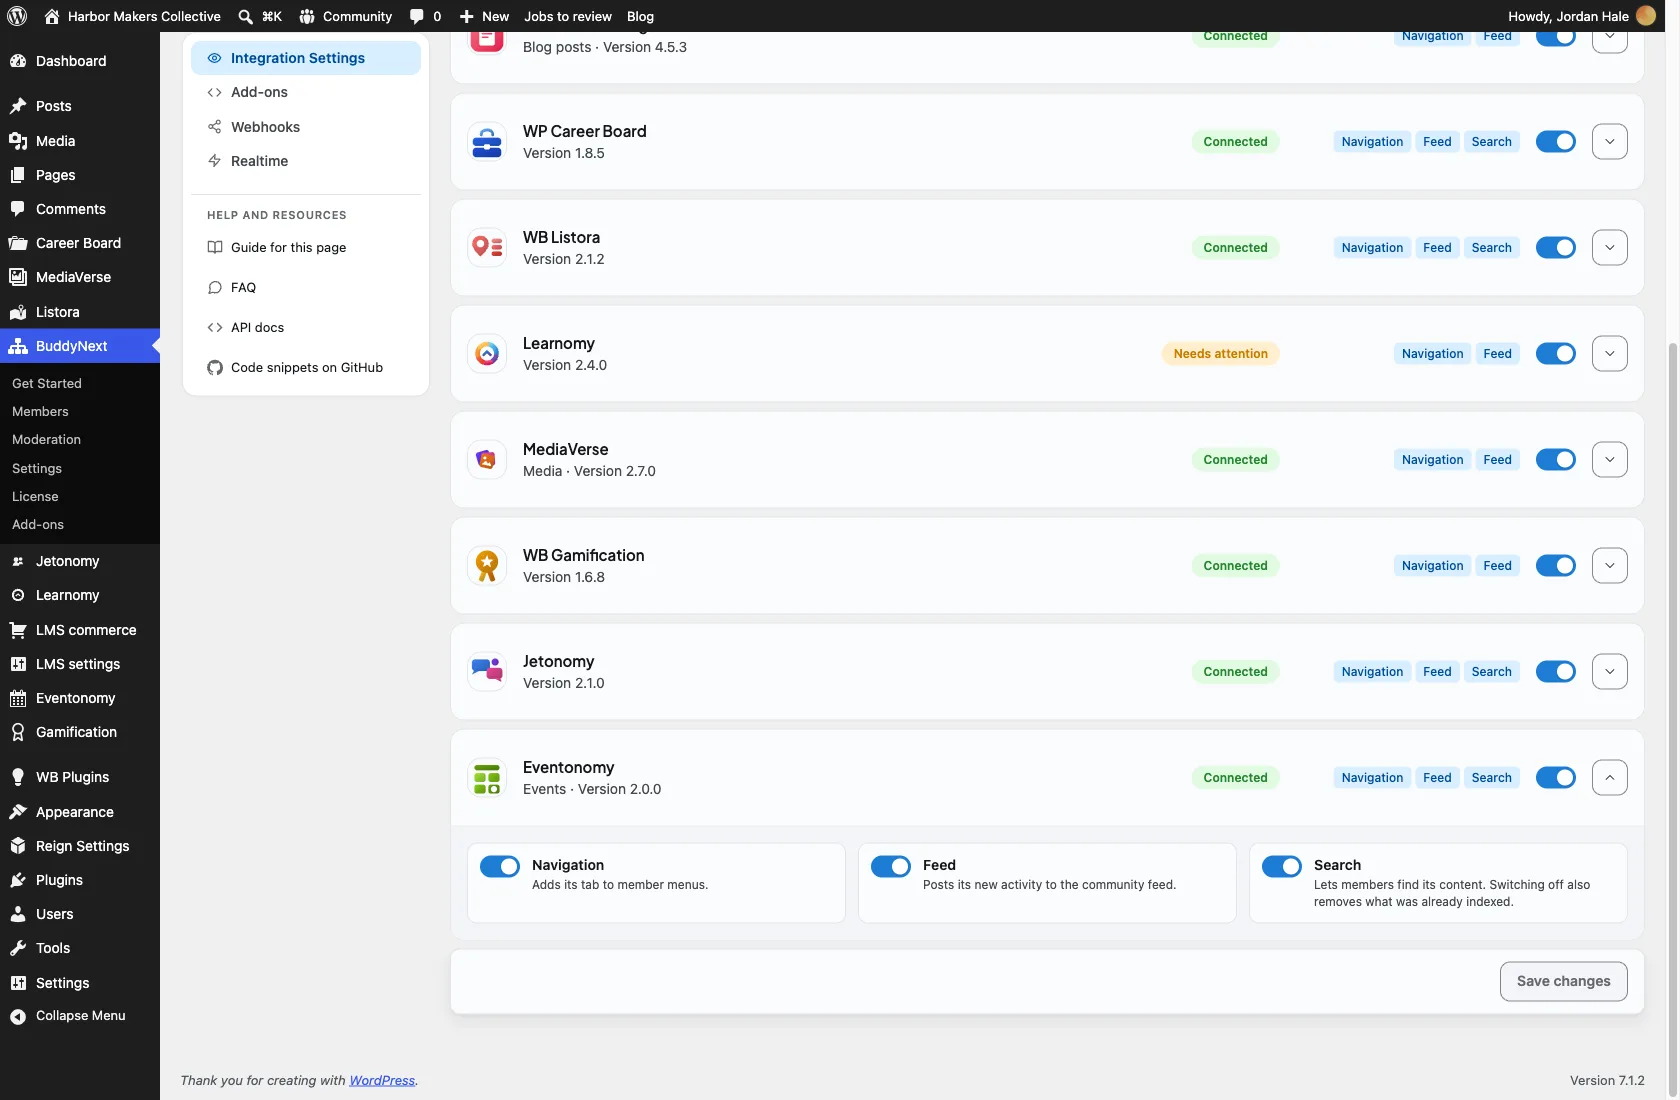 Harbor Makers Collective
⌘K
Community
0
New
Jobs to review
Blog
Howdy, Jordan Hale
Dashboard
Posts
Media
Pages
Comments
Career Board
MediaVerse
Listora
BuddyNext
Get Started
Members
Moderation
Settings
License
Add-ons
Jetonomy
Learnomy
LMS commerce
LMS settings
Eventonomy
Gamification
WB Plugins
Appearance
Reign Settings
Plugins
Users
Tools
Settings
Collapse Menu
Integration Settings
Add-ons
Webhooks
Realtime
HELP AND RESOURCES
Guide for this page
FAQ
API docs
Code snippets on GitHub
Blog posts · Version 4.5.3
Connected
Navigation
Feed
WP Career Board
Version 1.8.5
Connected
Navigation
Feed
Search
WB Listora
Version 2.1.2
Connected
Navigation
Feed
Search
Learnomy
Version 2.4.0
Needs attention
Navigation
Feed
MediaVerse
Media · Version 2.7.0
Connected
Navigation
Feed
WB Gamification
Version 1.6.8
Connected
Navigation
Feed
Jetonomy
Version 2.1.0
Connected
Navigation
Feed
Search
Eventonomy
Events · Version 2.0.0
Connected
Navigation
Feed
Search
Navigation
Adds its tab to member menus.
Feed
Posts its new activity to the community feed.
Search
Lets members find its content. Switching off also
removes what was already indexed.
Save changes
Thank you for creating with WordPress.
Version 7.1.2